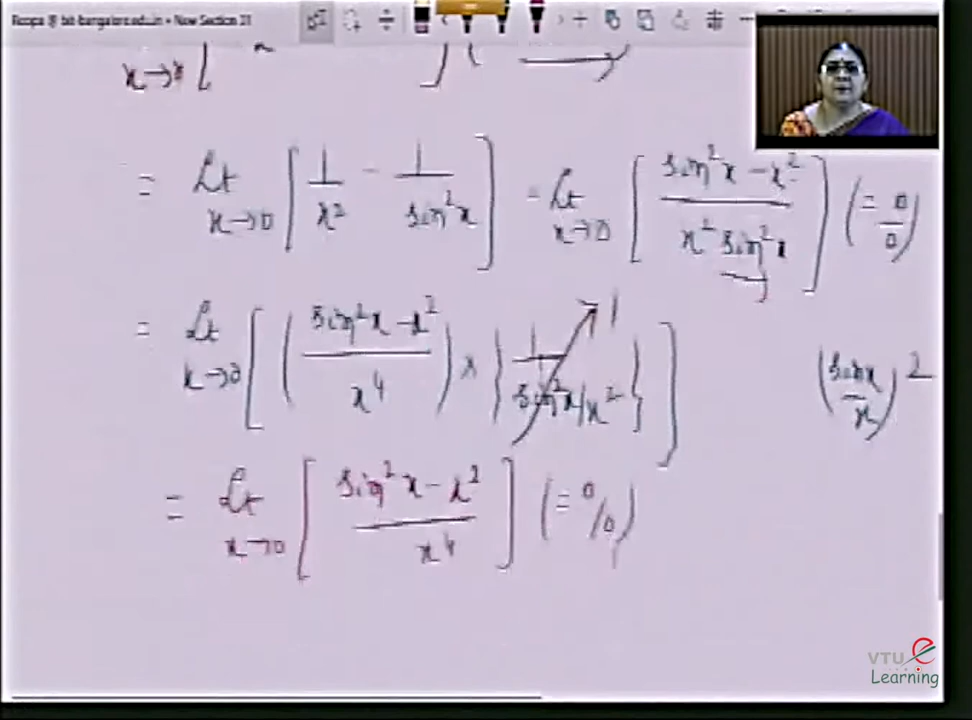 Roopa @ bit-bangalore.edu.in • New Section 31
x→
= Lt x→0 [ 1/x² - 1/sin²x ] = Lt x→0 [ (sin²x - x²)/(x² sin²x) ] (= 0/0)
= Lt x→0 [ ( (sin²x - x²)/x⁴ ) × { 1/(sin²x/x²) } ] 1
(sinx/x)²
= Lt x→0 [ (sin²x - x²)/x⁴ ] (= 0/0)
VTU e
Learning